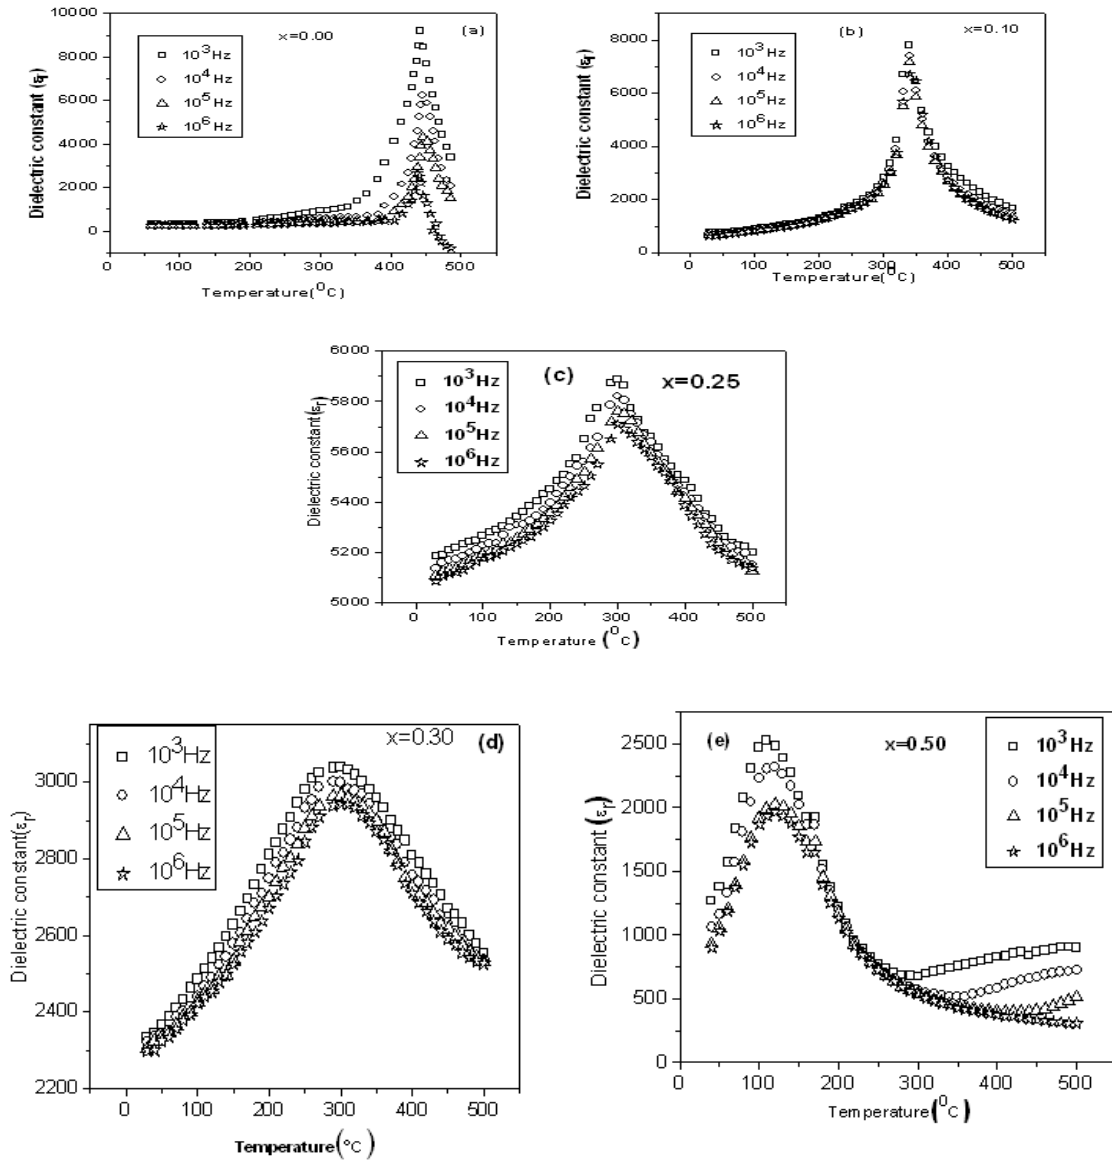 10000
8000
6000
4000
2000
0
Dielectric constant (εr)
10³Hz
10⁴Hz
10⁵Hz
10⁶Hz
x=0.00
(a)
0 100 200 300 400 500
Temperature(⁰C)
8000
6000
4000
2000
0
Dielectric constant (εr)
10³Hz
10⁴Hz
10⁵Hz
10⁶Hz
(b)
x=0.10
0 100 200 300 400 500
Temperature(⁰C)
6000
5800
5600
5400
5200
5000
Dielectric constant(εr)
10³Hz
10⁴Hz
10⁵Hz
10⁶Hz
(c)
x=0.25
0 100 200 300 400 500
Temperature (⁰C)
3000
2800
2600
2400
2200
Dielectric constant(εr)
10³Hz
10⁴Hz
10⁵Hz
10⁶Hz
x=0.30
(d)
0 100 200 300 400 500
Temperature(°C)
2500
2000
1500
1000
500
0
Dielectric constant (εr)
(e)
x=0.50
10³Hz
10⁴Hz
10⁵Hz
10⁶Hz
0 100 200 300 400 500
Temperature(⁰C)